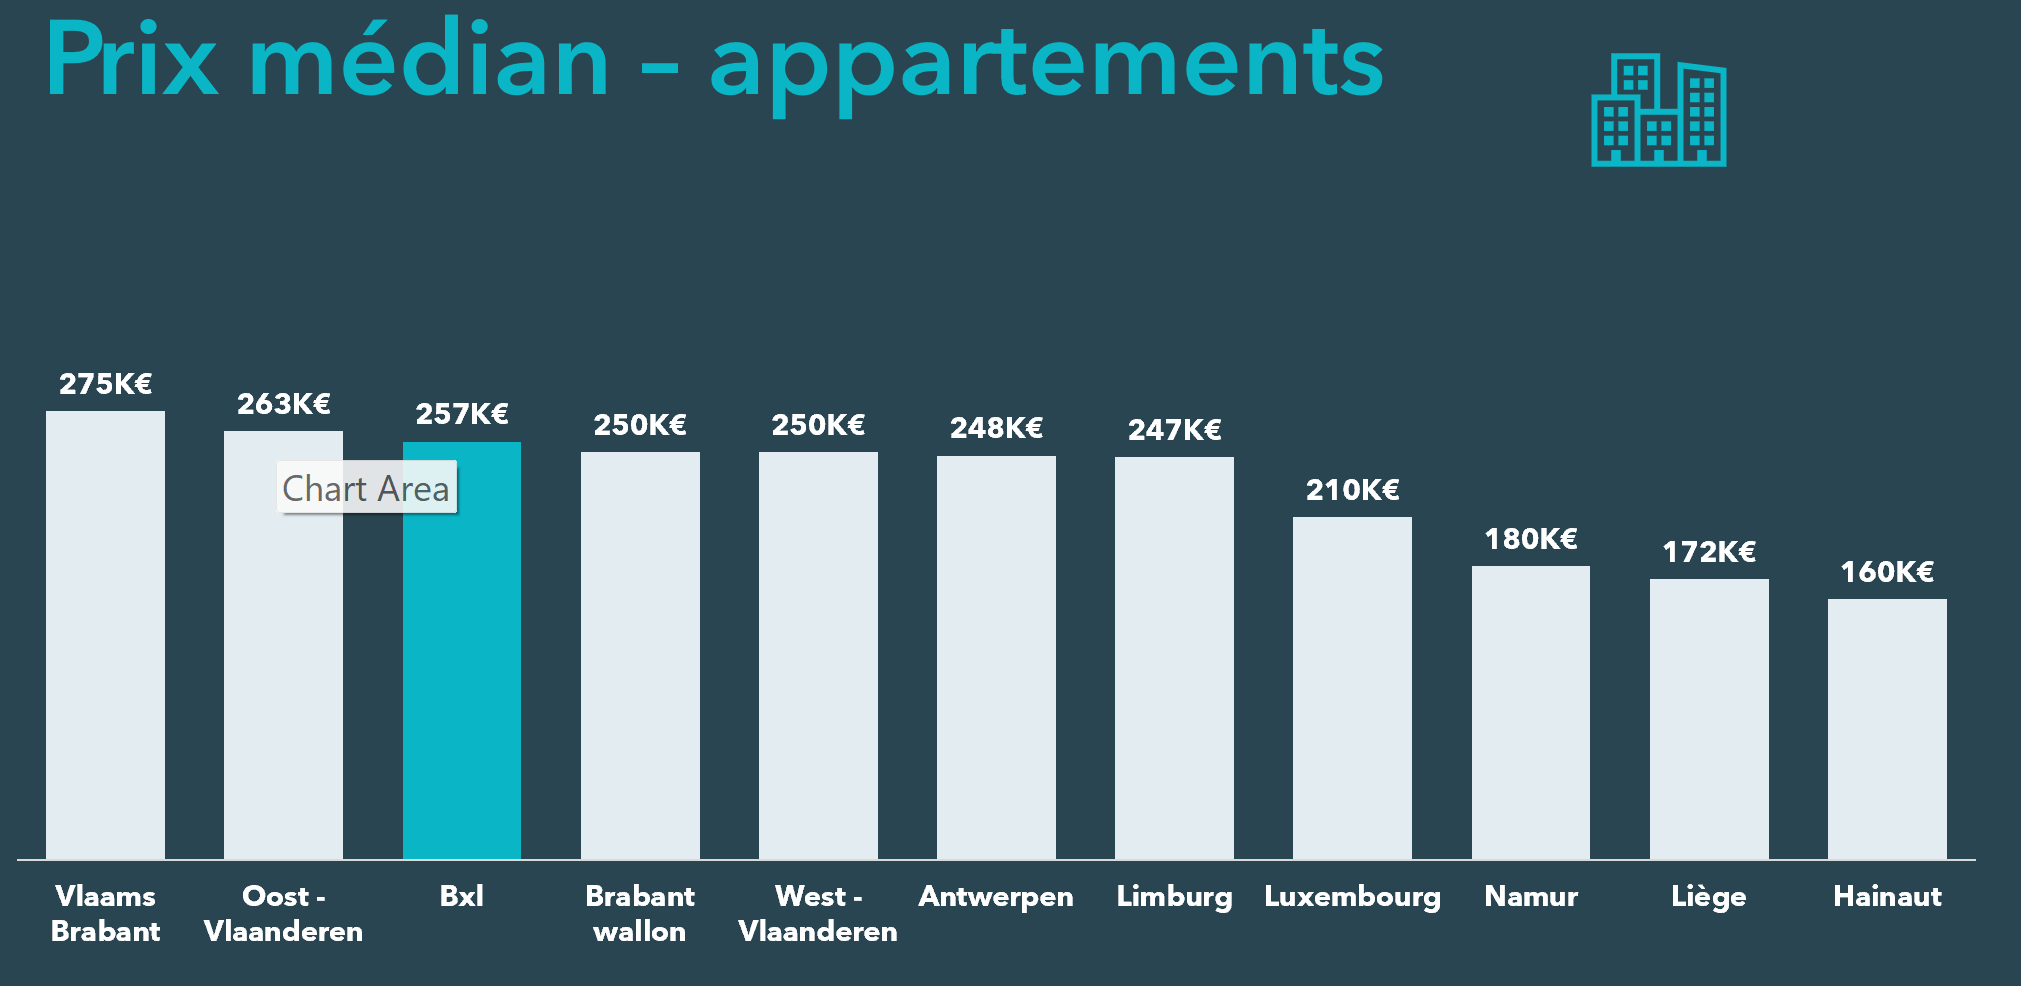 Prix médian – appartements
275K€
263K€
257K€
250K€
250K€
248K€
247K€
210K€
180K€
172K€
160K€
Chart Area
Vlaams
Brabant
Oost -
Vlaanderen
Bxl
Brabant
wallon
West -
Vlaanderen
Antwerpen
Limburg
Luxembourg
Namur
Liège
Hainaut